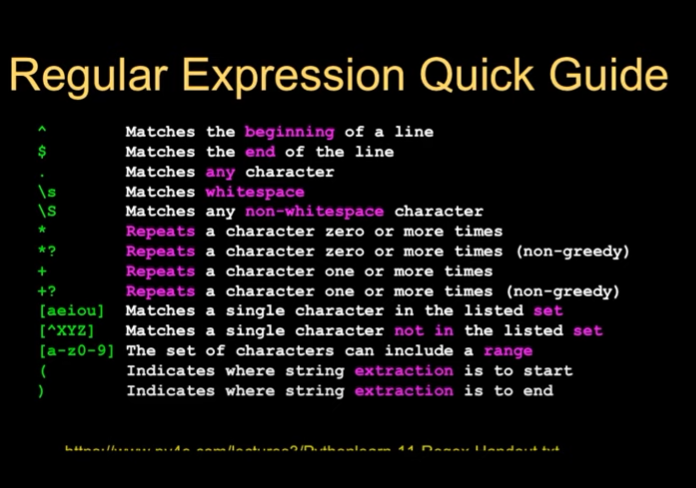 Regular Expression Quick Guide
^ Matches the beginning of a line
$ Matches the end of the line
. Matches any character
\s Matches whitespace
\S Matches any non-whitespace character
* Repeats a character zero or more times
*? Repeats a character zero or more times (non-greedy)
+ Repeats a character one or more times
+? Repeats a character one or more times (non-greedy)
[aeiou] Matches a single character in the listed set
[^XYZ] Matches a single character not in the listed set
[a-z0-9] The set of characters can include a range
( Indicates where string extraction is to start
) Indicates where string extraction is to end